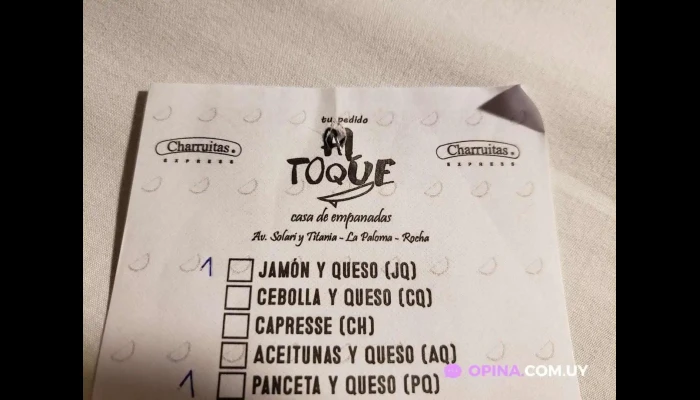 tu pedido
Al
TOQUE
Charruitas.
EXPRESS
Charruitas.
EXPRESS
casa de empanadas
Av. Solari y Titania - La Paloma - Rocha
1 JAMÓN Y QUESO (JQ)
CEBOLLA Y QUESO (CQ)
CAPRESSE (CH)
ACEITUNAS Y QUESO (AQ)
1 PANCETA Y QUESO (PQ)
OPINA.COM.UY